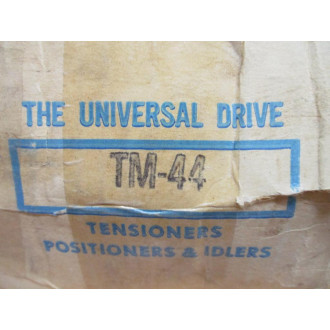 THE UNIVERSAL DRIVE
TM-44
TENSIONERS
POSITIONERS & IDLERS